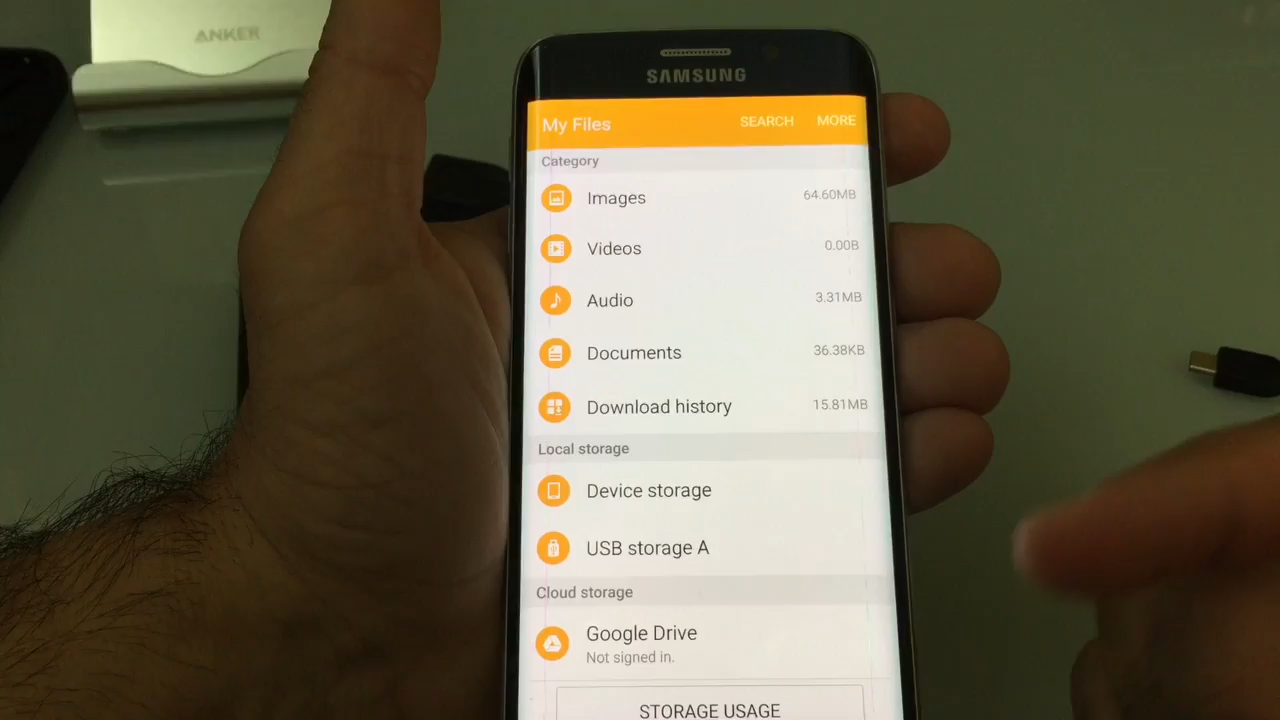 ANKER
SAMSUNG
My Files SEARCH MORE
Category
Images 64.60MB
Videos 0.00B
Audio 3.31MB
Documents 36.38KB
Download history 15.81MB
Local storage
Device storage
USB storage A
Cloud storage
Google Drive
Not signed in.
STORAGE USAGE